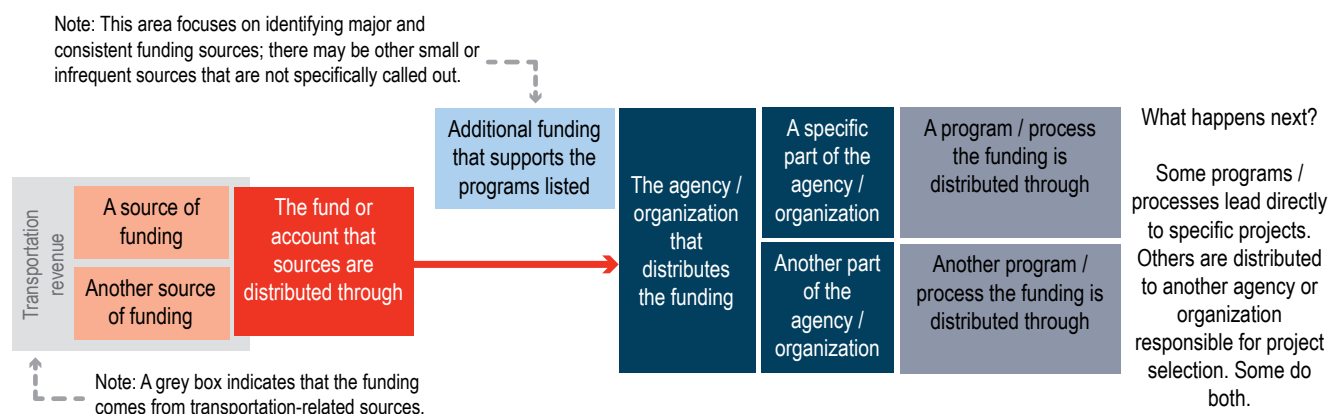 Note: This area focuses on identifying major and
consistent funding sources; there may be other small or
infrequent sources that are not specifically called out.
Transportation
revenue
A source of
funding
Another source
of funding
The fund or
account that
sources are
distributed through
Additional funding
that supports the
programs listed
The agency /
organization
that
distributes
the funding
A specific
part of the
agency /
organization
Another part
of the
agency /
organization
A program / process
the funding is
distributed through
Another program /
process the funding is
distributed through
What happens next?
Some programs /
processes lead directly
to specific projects.
Others are distributed
to another agency or
organization
responsible for project
selection. Some do
both.
Note: A grey box indicates that the funding
comes from transportation-related sources.